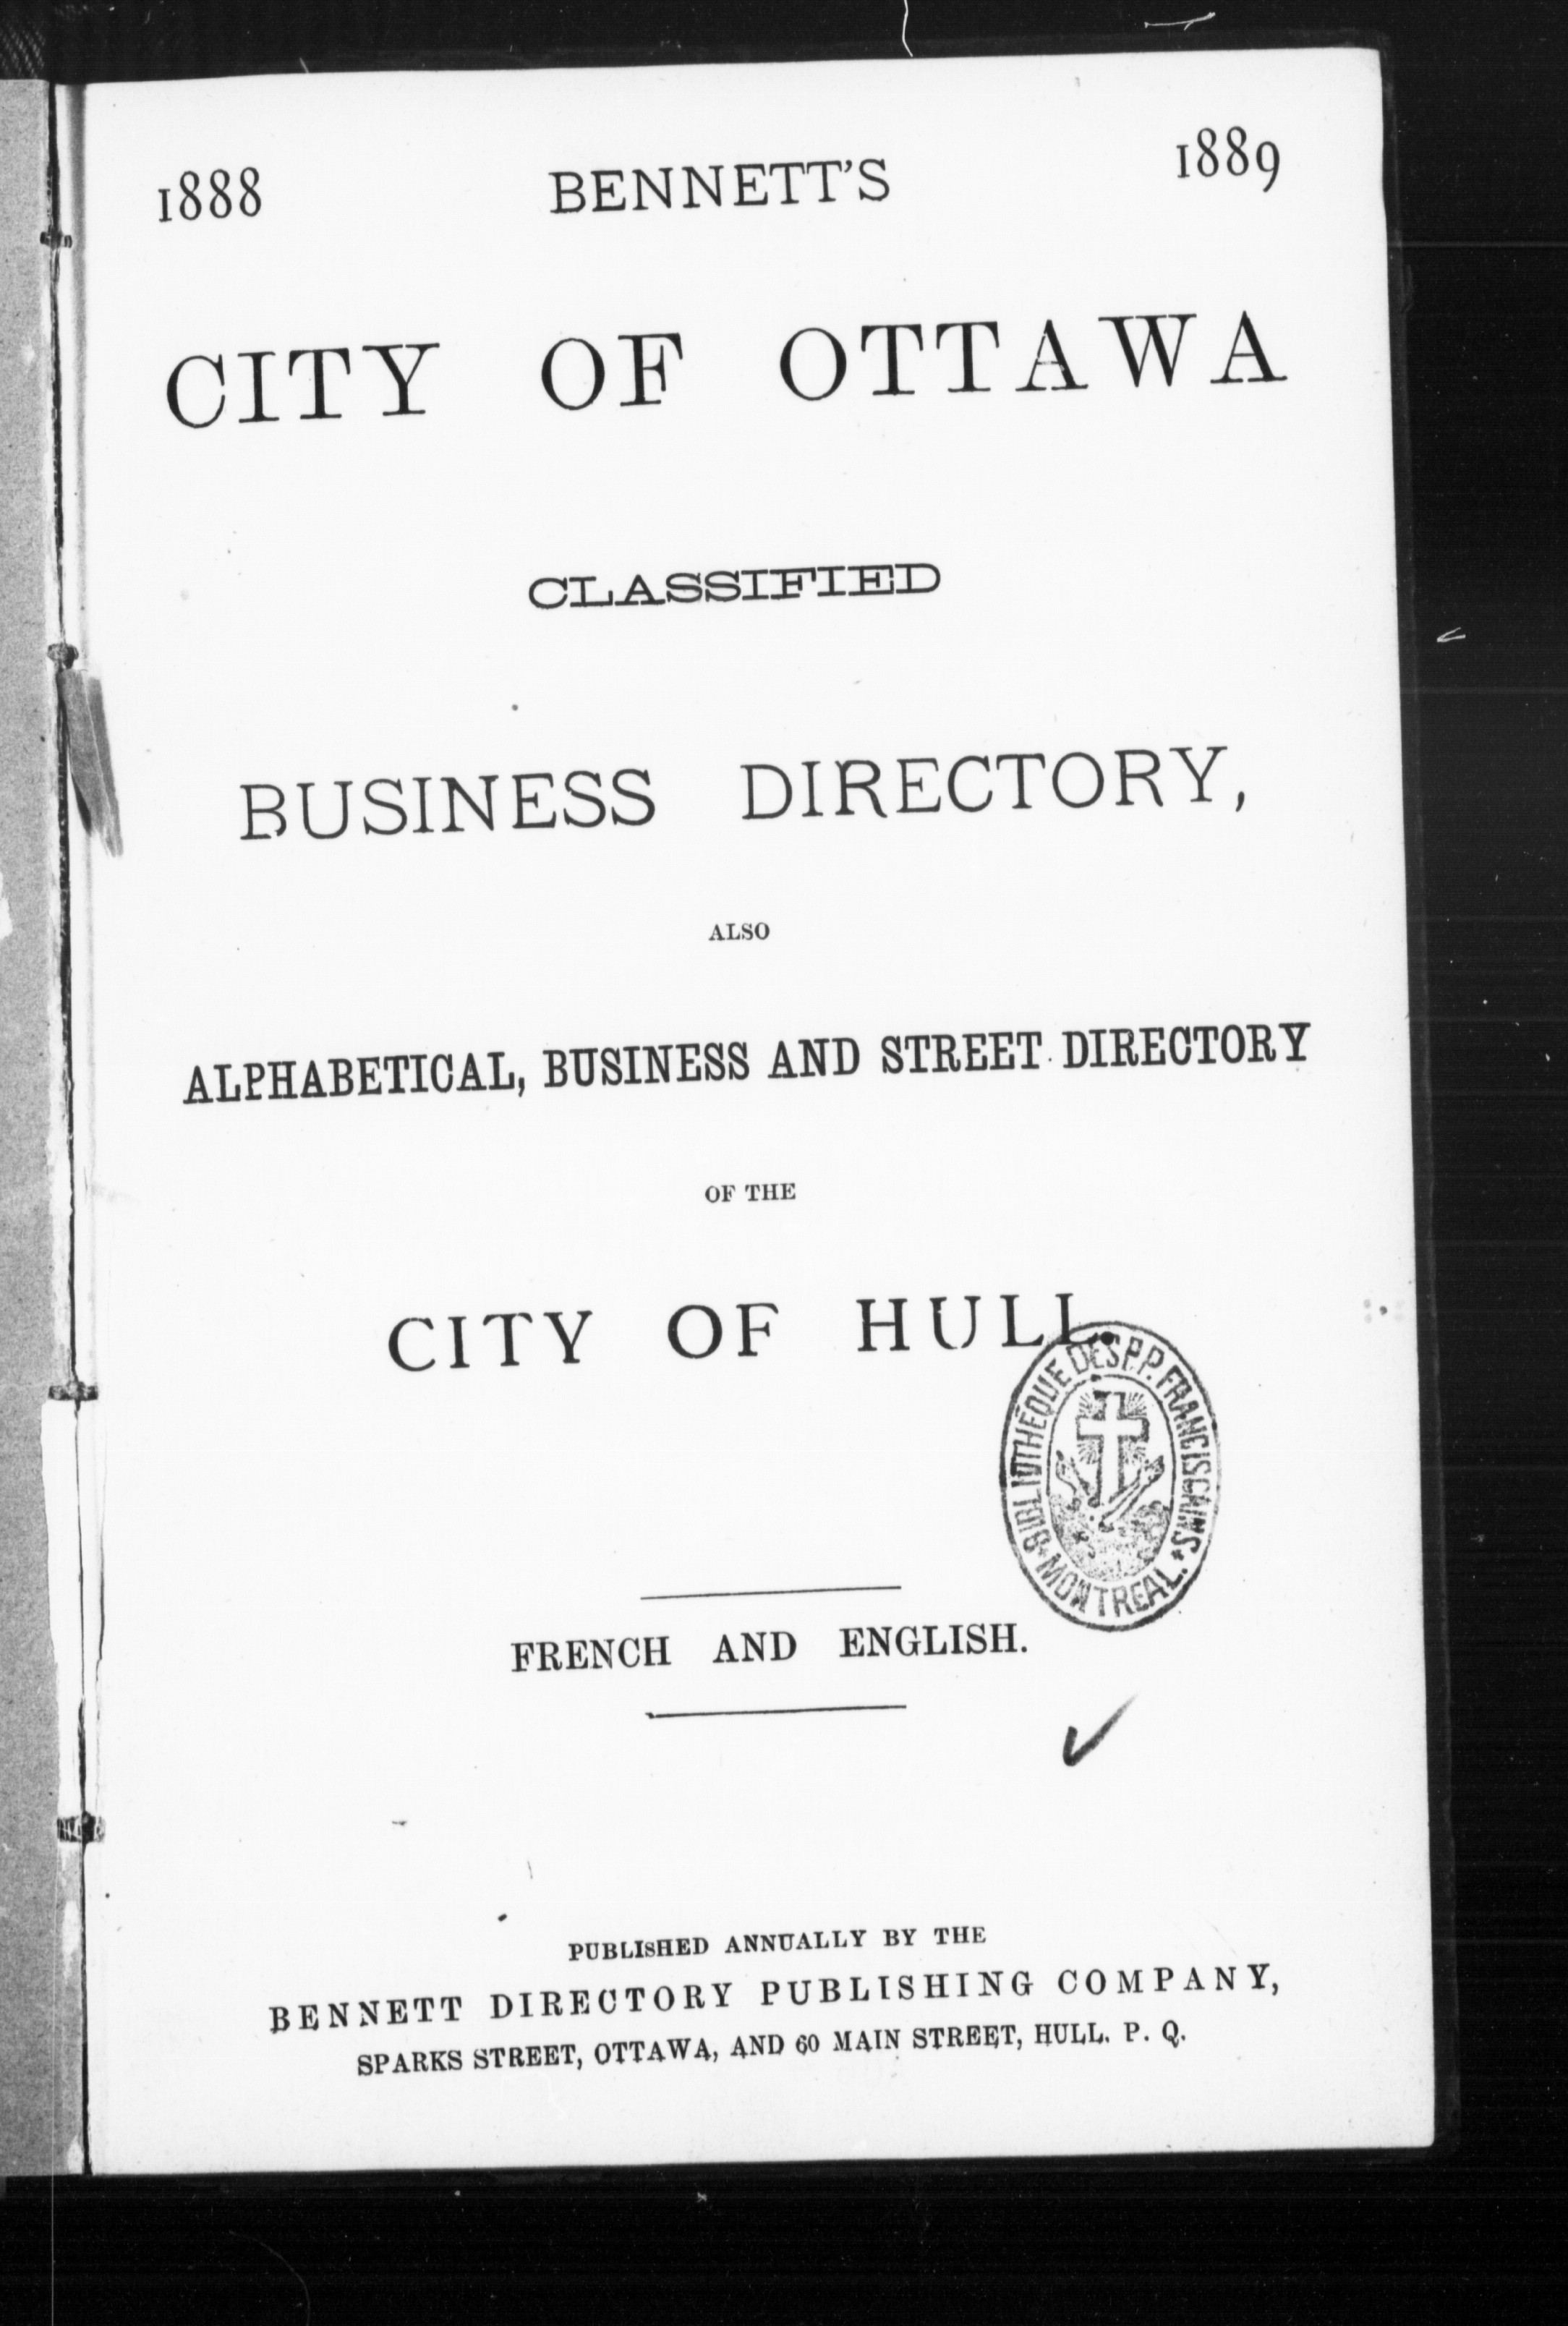 1888 BENNETT'S 1889
CITY OF OTTAWA
CLASSIFIED
BUSINESS DIRECTORY,
ALSO
ALPHABETICAL, BUSINESS AND STREET DIRECTORY
OF THE
CITY OF HULL.
BIBLIOTHÈQUE DES P.P. FRANCISCAINS
MONTREAL.
FRENCH AND ENGLISH.
PUBLISHED ANNUALLY BY THE
BENNETT DIRECTORY PUBLISHING COMPANY,
SPARKS STREET, OTTAWA, AND 60 MAIN STREET, HULL. P. Q.